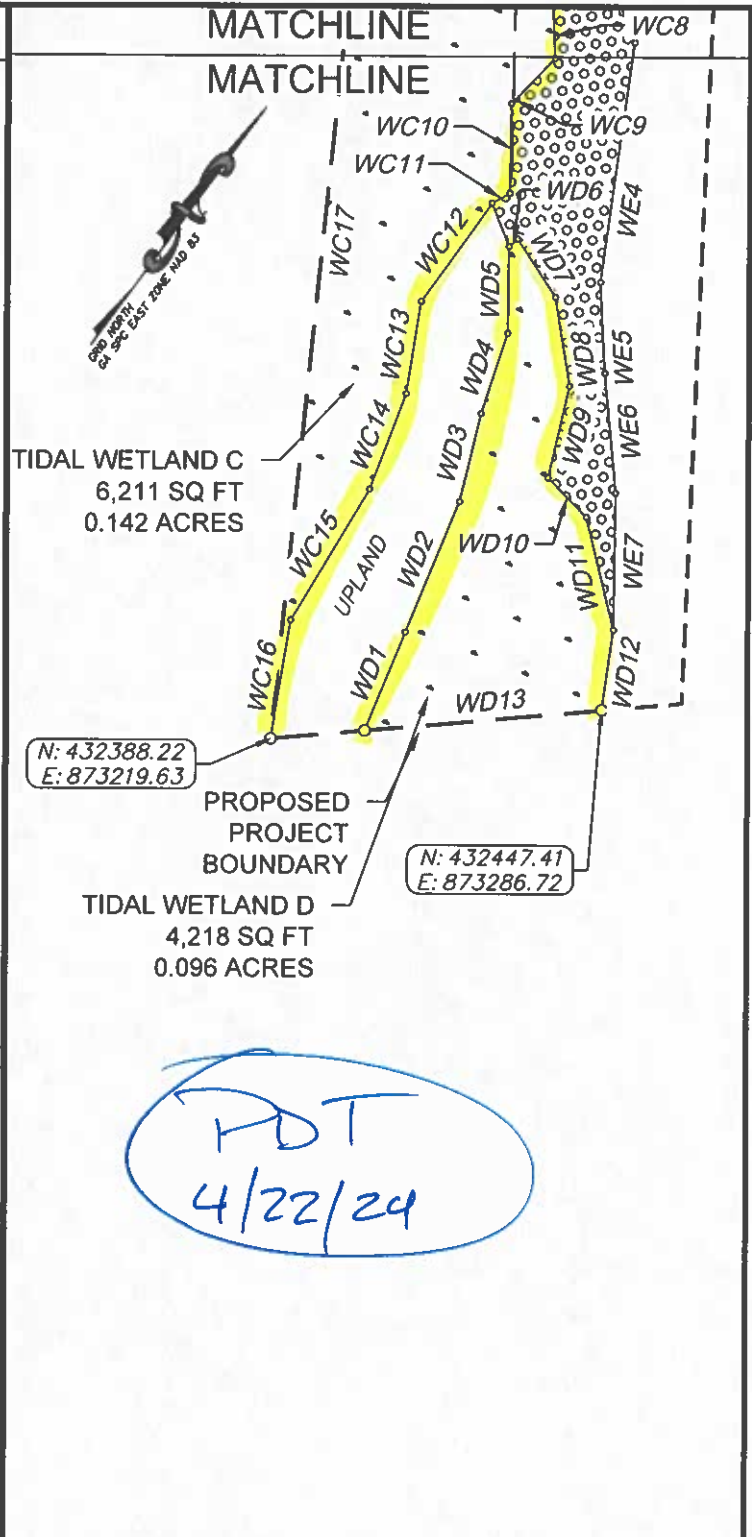 MATCHLINE
WC8
MATCHLINE
WC10
WC9
WC11
WD6
WC17
WC12
WE4
WD7
WD5
GRID NORTH
GA SPC EAST ZONE NAD 83
WC13
WD4
WD8
WE5
WC14
WD3
WD9
WE6
TIDAL WETLAND C
6,211 SQ FT
0.142 ACRES
WC15
UPLAND
WD2
WD10
WD11
WE7
WC16
WD1
WD13
WD12
N: 432388.22
E: 873219.63
PROPOSED
PROJECT
BOUNDARY
N: 432447.41
E: 873286.72
TIDAL WETLAND D
4,218 SQ FT
0.096 ACRES
PDT
4/22/24